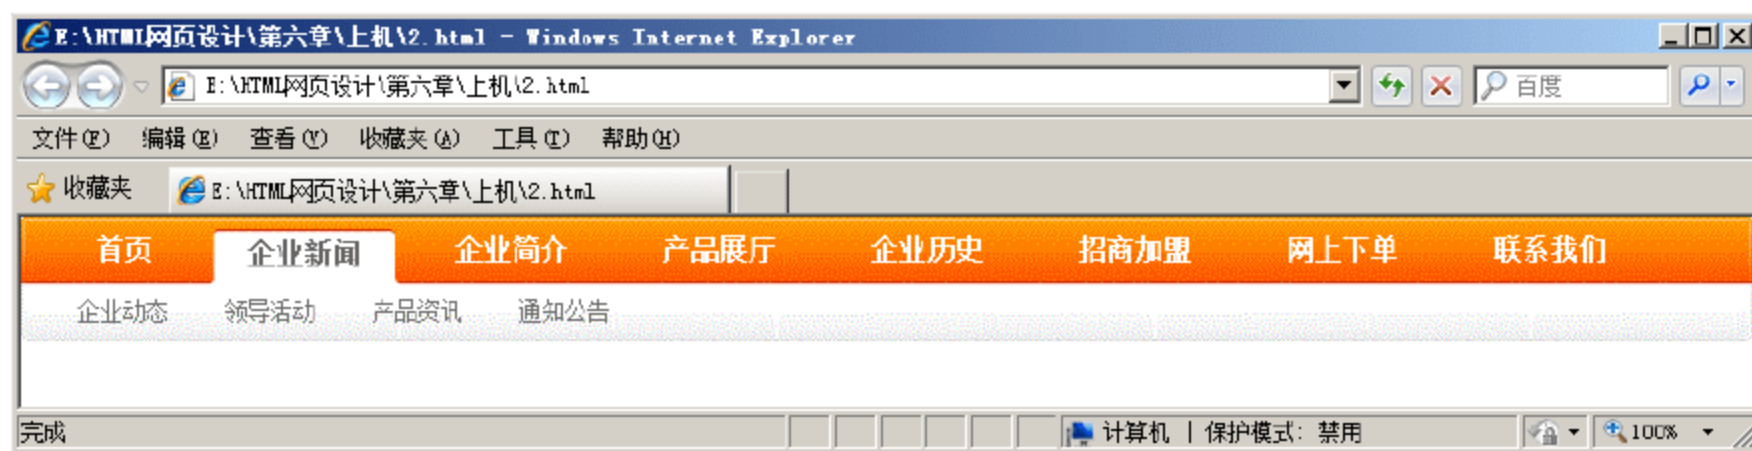 E:\HTML网页设计\第六章\上机\2.html - Windows Internet Explorer
E:\HTML网页设计\第六章\上机\2.html 百度
文件(F) 编辑(E) 查看(V) 收藏夹(A) 工具(T) 帮助(H)
收藏夹 E:\HTML网页设计\第六章\上机\2.html
首页 企业新闻 企业简介 产品展厅 企业历史 招商加盟 网上下单 联系我们
企业动态 领导活动 产品资讯 通知公告
完成 计算机 | 保护模式: 禁用 100%